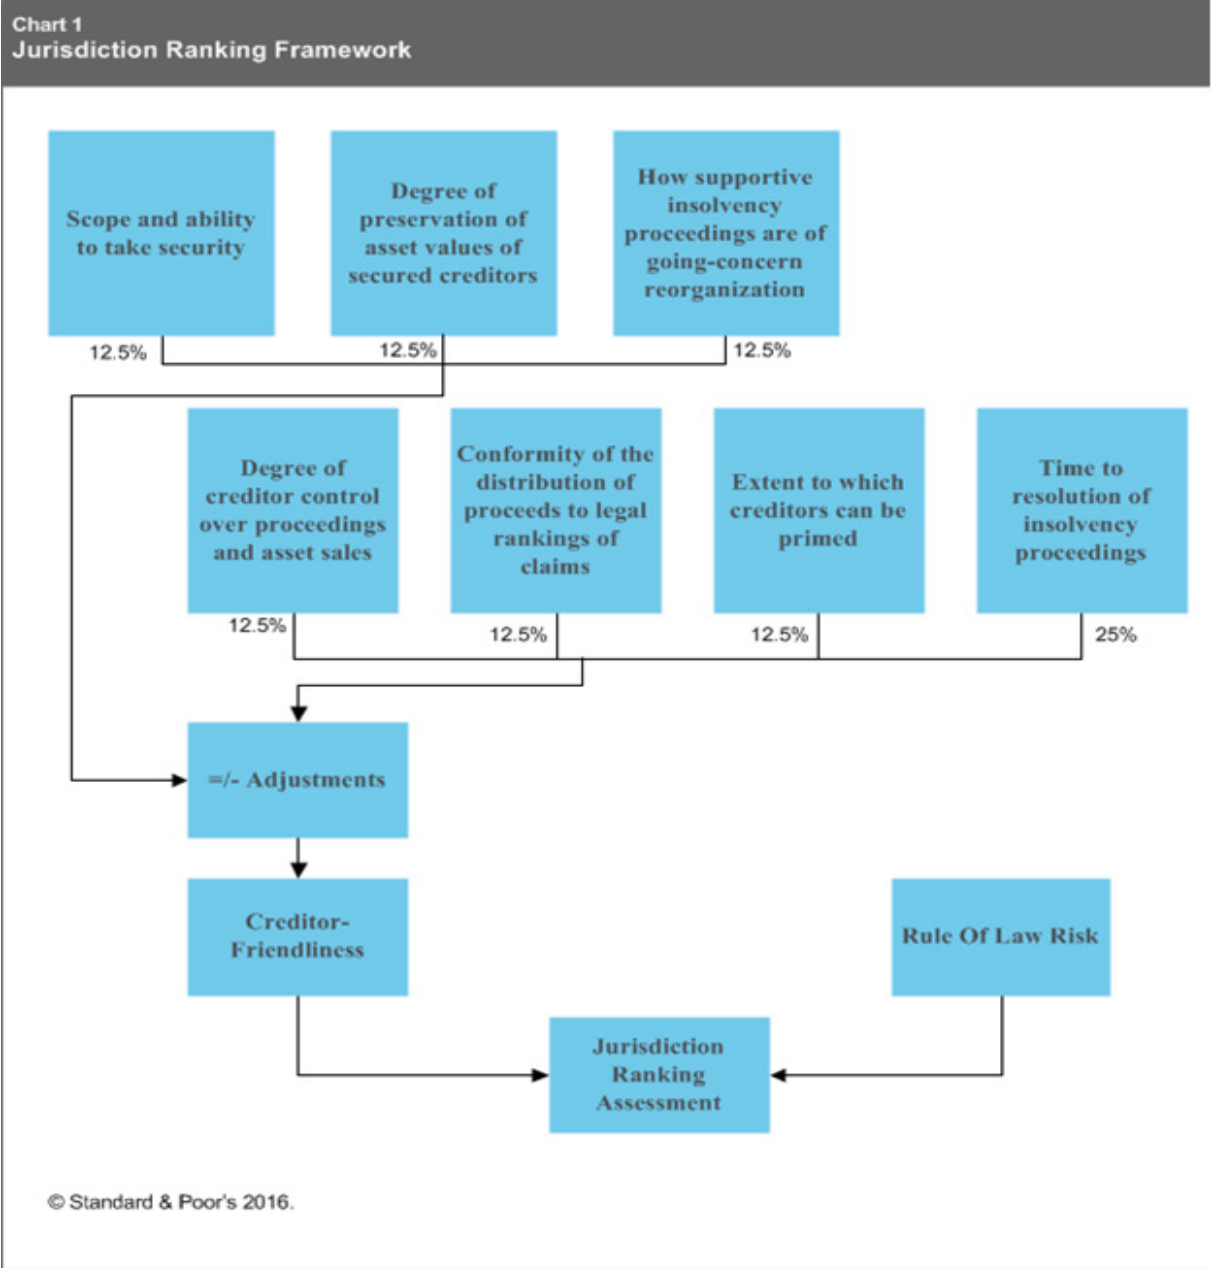 Chart 1
Jurisdiction Ranking Framework
Scope and ability
to take security
Degree of
preservation of
asset values of
secured creditors
How supportive
insolvency
proceedings are of
going-concern
reorganization
12.5%
12.5%
12.5%
Degree of
creditor control
over proceedings
and asset sales
Conformity of the
distribution of
proceeds to legal
rankings of
claims
Extent to which
creditors can be
primed
Time to
resolution of
insolvency
proceedings
12.5%
12.5%
12.5%
25%
=/- Adjustments
Creditor-
Friendliness
Rule Of Law Risk
Jurisdiction
Ranking
Assessment
© Standard & Poor's 2016.